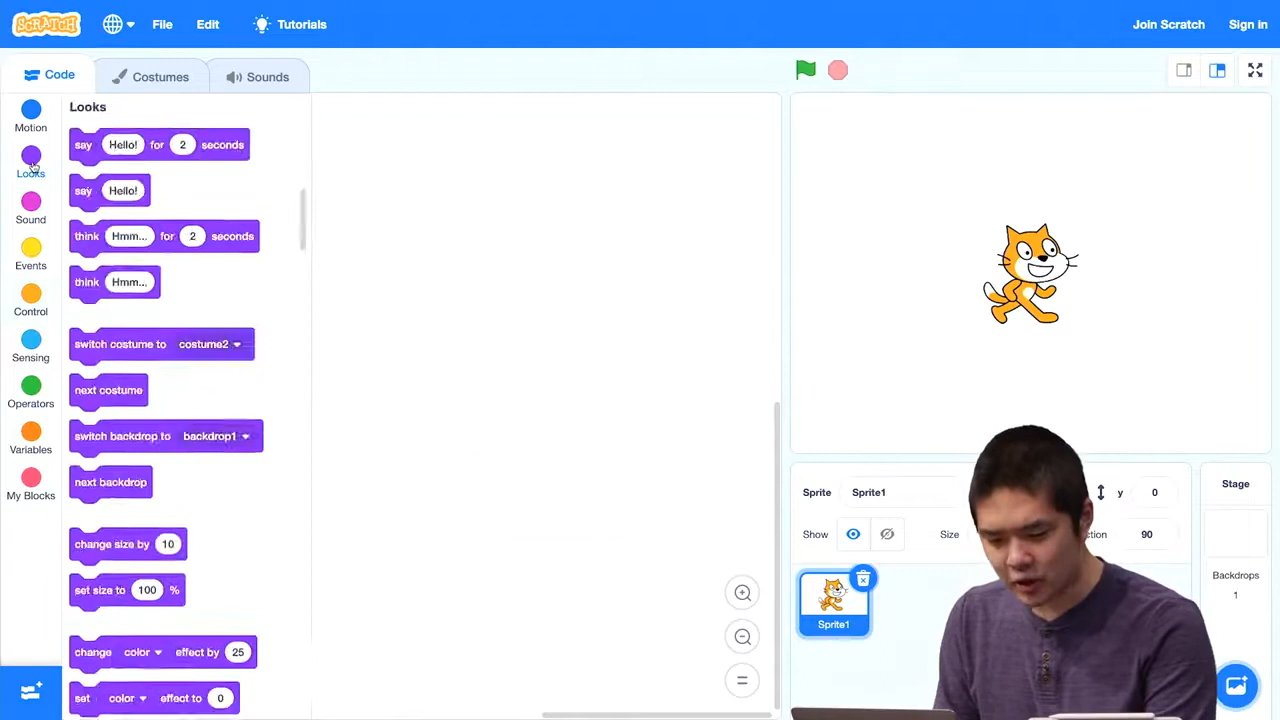 SCRATCH File Edit Tutorials Join Scratch Sign in
Code Costumes Sounds
Motion
Looks
Sound
Events
Control
Sensing
Operators
Variables
My Blocks
Looks
say Hello! for 2 seconds
say Hello!
think Hmm... for 2 seconds
think Hmm...
switch costume to costume2
next costume
switch backdrop to backdrop1
next backdrop
change size by 10
set size to 100 %
change color effect by 25
set color effect to 0
Sprite Sprite1 y 0
Show Size 90
Sprite1
Stage
Backdrops
1